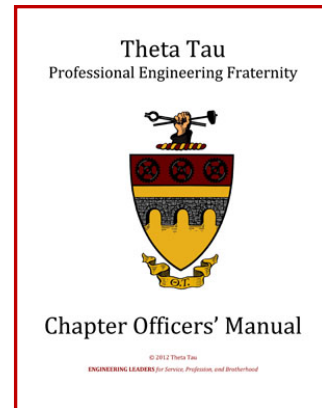 Theta Tau
Professional Engineering Fraternity
Θ.Τ.
Chapter Officers' Manual
© 2012 Theta Tau
ENGINEERING LEADERS for Service, Profession, and Brotherhood